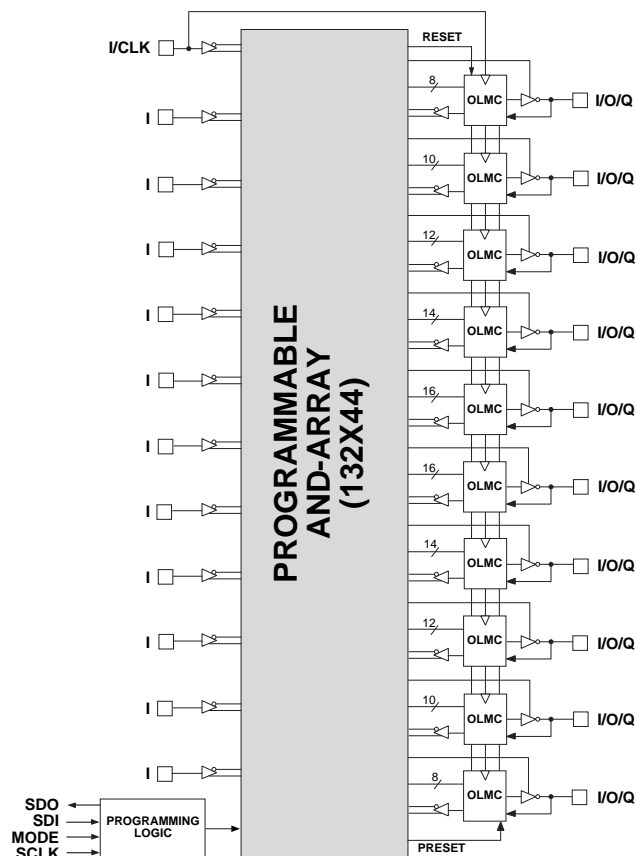 I/CLK
I
I
I
I
I
I
I
I
I
I
I
SDO
SDI
MODE
SCLK
PROGRAMMING
LOGIC
PROGRAMMABLE
AND-ARRAY
(132X44)
RESET
8
OLMC
I/O/Q
10
OLMC
I/O/Q
12
OLMC
I/O/Q
14
OLMC
I/O/Q
16
OLMC
I/O/Q
16
OLMC
I/O/Q
14
OLMC
I/O/Q
12
OLMC
I/O/Q
10
OLMC
I/O/Q
8
OLMC
I/O/Q
PRESET